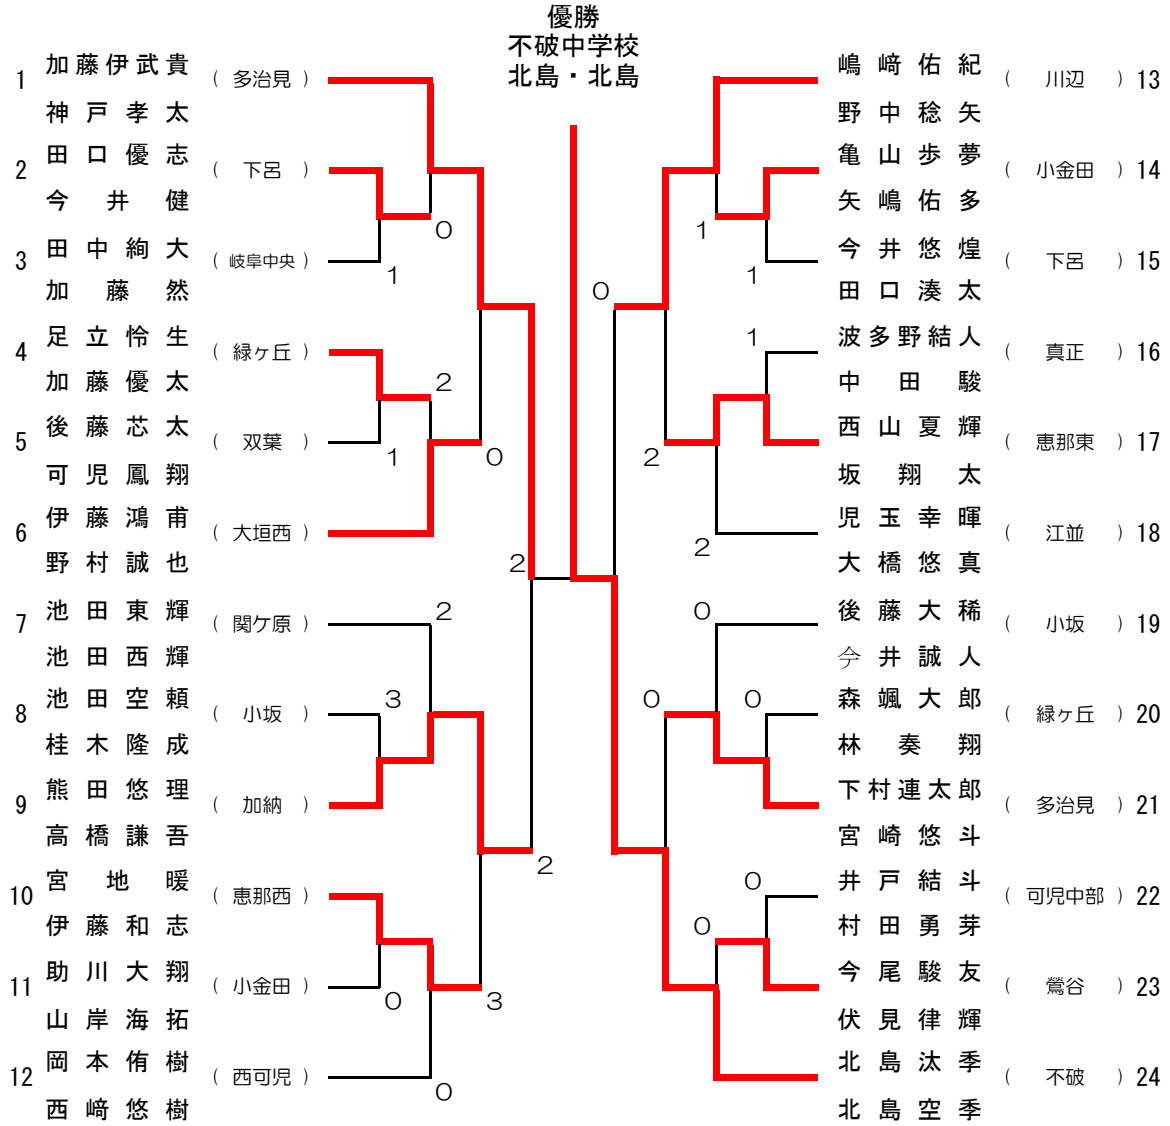 優勝
不破中学校
北島・北島
1 加藤伊武貴 ( 多治見 )
神戸孝太
2 田口優志 ( 下呂 )
今井健
3 田中絢大 ( 岐阜中央 )
加藤然
4 足立怜生 ( 緑ヶ丘 )
加藤優太
5 後藤芯太 ( 双葉 )
可児鳳翔
6 伊藤鴻甫 ( 大垣西 )
野村誠也
7 池田東輝 ( 関ケ原 )
池田西輝
8 池田空頼 ( 小坂 )
桂木隆成
9 熊田悠理 ( 加納 )
高橋謙吾
10 宮地暖 ( 恵那西 )
伊藤和志
11 助川大翔 ( 小金田 )
山岸海拓
12 岡本侑樹 ( 西可児 )
西﨑悠樹
0
1
2
1
0
2
2
3
2
0
3
0
嶋﨑佑紀 ( 川辺 ) 13
野中稔矢
亀山歩夢 ( 小金田 ) 14
矢嶋佑多
今井悠煌 ( 下呂 ) 15
田口湊太
波多野結人 ( 真正 ) 16
中田駿
西山夏輝 ( 恵那東 ) 17
坂翔太
児玉幸暉 ( 江並 ) 18
大橋悠真
後藤大稀 ( 小坂 ) 19
今井誠人
森颯大郎 ( 緑ヶ丘 ) 20
林奏翔
下村連太郎 ( 多治見 ) 21
宮崎悠斗
井戸結斗 ( 可児中部 ) 22
村田勇芽
今尾駿友 ( 鶯谷 ) 23
伏見律輝
北島汰季 ( 不破 ) 24
北島空季
1
1
0
1
2
2
0
0
0
0
0